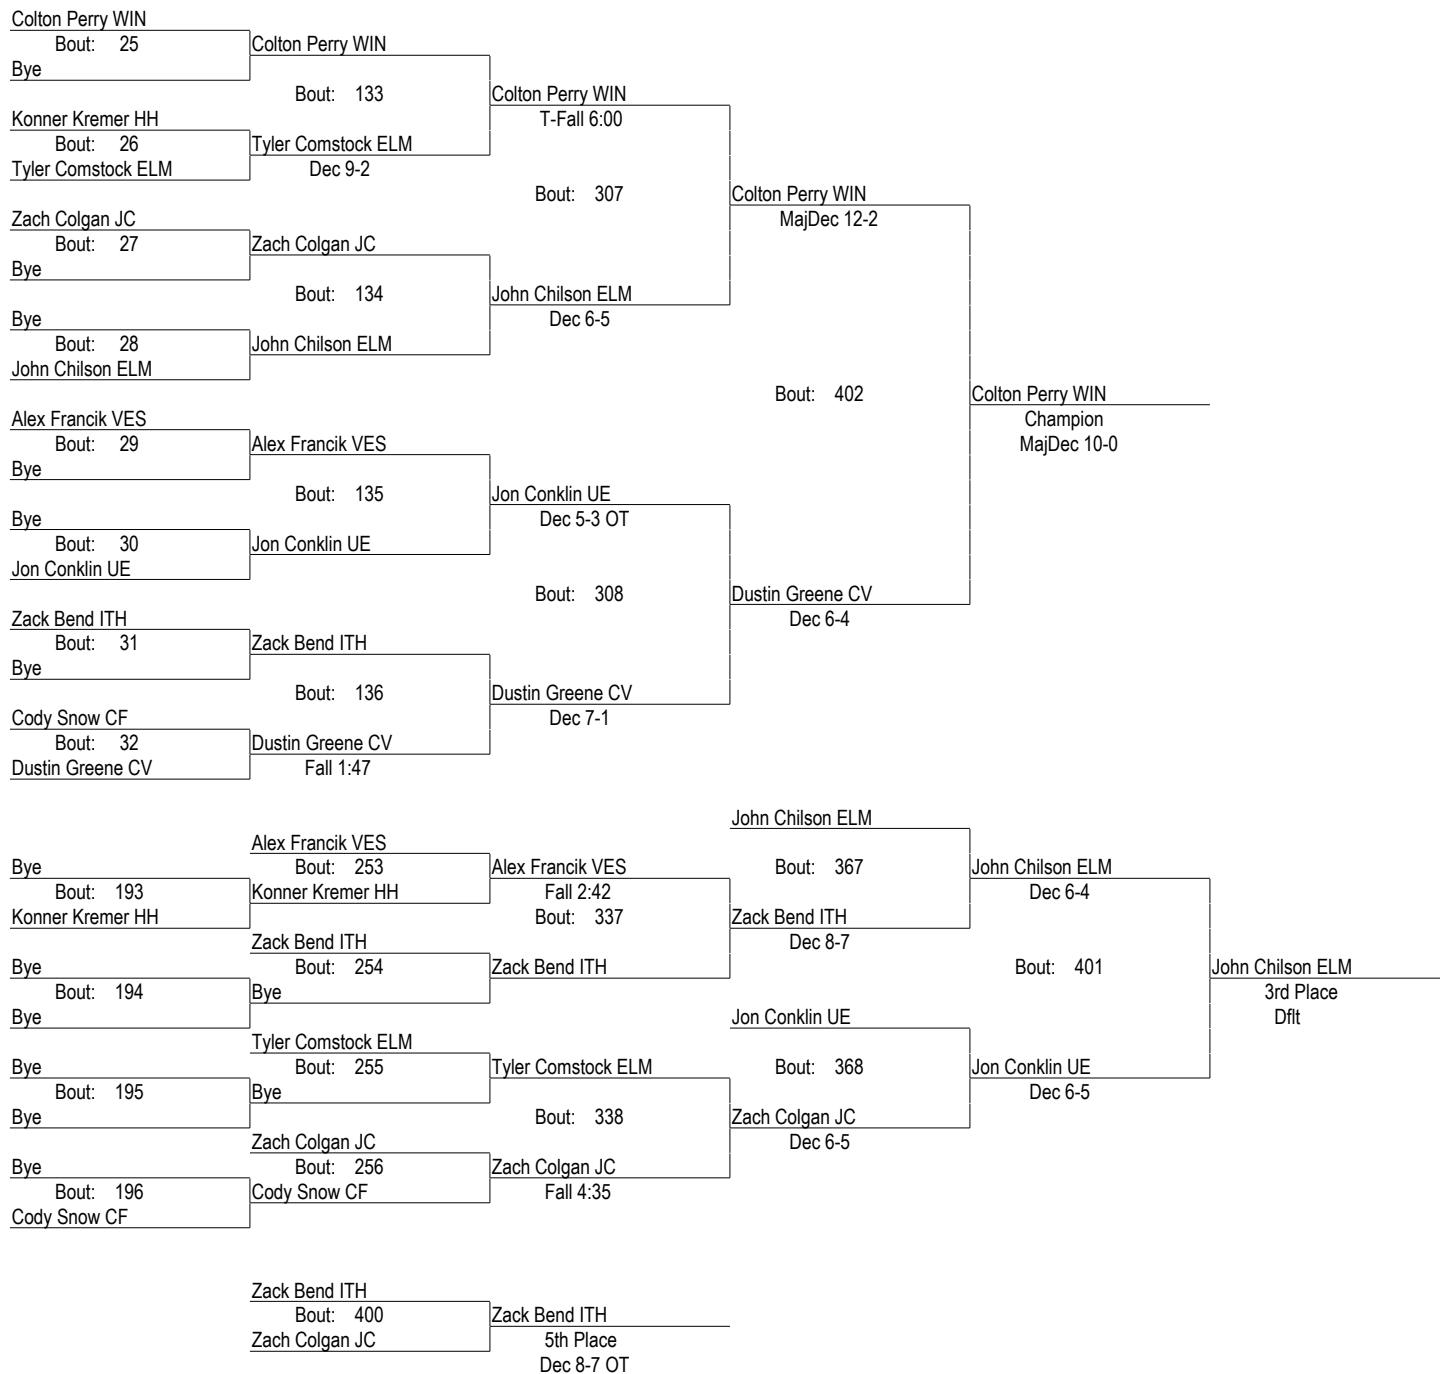 Colton Perry WIN
Bout: 25
Colton Perry WIN
Bye
Bout: 133
Colton Perry WIN
Konner Kremer HH
T-Fall 6:00
Bout: 26
Tyler Comstock ELM
Tyler Comstock ELM
Dec 9-2
Bout: 307
Colton Perry WIN
Zach Colgan JC
MajDec 12-2
Bout: 27
Zach Colgan JC
Bye
Bout: 134
John Chilson ELM
Bye
Dec 6-5
Bout: 28
John Chilson ELM
John Chilson ELM
Bout: 402
Colton Perry WIN
Alex Francik VES
Champion
Bout: 29
Alex Francik VES
MajDec 10-0
Bye
Bout: 135
Jon Conklin UE
Bye
Dec 5-3 OT
Bout: 30
Jon Conklin UE
Jon Conklin UE
Bout: 308
Dustin Greene CV
Zack Bend ITH
Dec 6-4
Bout: 31
Zack Bend ITH
Bye
Bout: 136
Dustin Greene CV
Cody Snow CF
Dec 7-1
Bout: 32
Dustin Greene CV
Dustin Greene CV
Fall 1:47
John Chilson ELM
Alex Francik VES
Bye
Bout: 253
Alex Francik VES
Bout: 367
John Chilson ELM
Bout: 193
Konner Kremer HH
Fall 2:42
Dec 6-4
Konner Kremer HH
Bout: 337
Zack Bend ITH
Zack Bend ITH
Dec 8-7
Bye
Bout: 254
Zack Bend ITH
Bout: 401
John Chilson ELM
Bout: 194
Bye
3rd Place
Bye
Jon Conklin UE
Dflt
Tyler Comstock ELM
Bye
Bout: 255
Tyler Comstock ELM
Bout: 368
Jon Conklin UE
Bout: 195
Bye
Dec 6-5
Bye
Bout: 338
Zach Colgan JC
Zach Colgan JC
Dec 6-5
Bye
Bout: 256
Zach Colgan JC
Bout: 196
Cody Snow CF
Fall 4:35
Cody Snow CF
Zack Bend ITH
Bout: 400
Zack Bend ITH
Zach Colgan JC
5th Place
Dec 8-7 OT